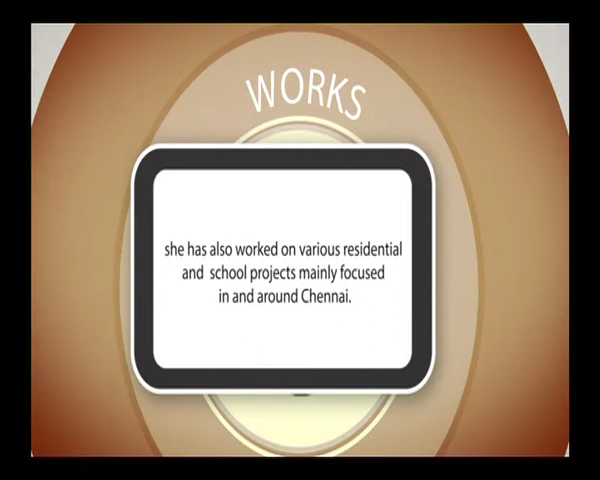 WORKS
she has also worked on various residential
and school projects mainly focused
in and around Chennai.